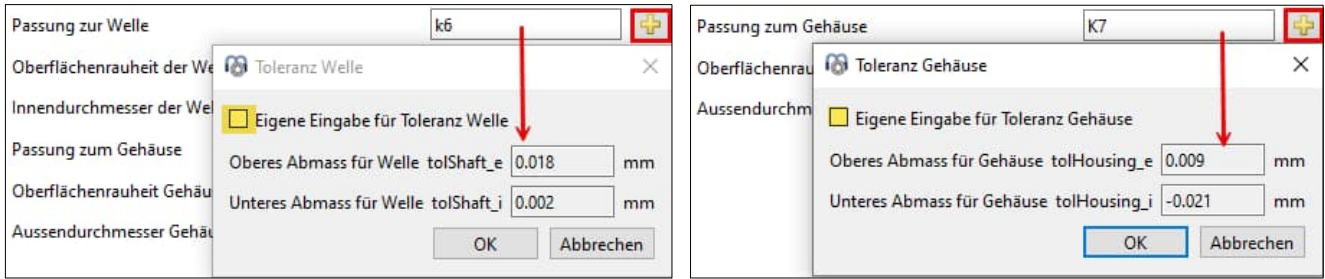 Passung zur Welle k6
Toleranz Welle
Oberflächenrauheit der We
Innendurchmesser der Wel
Eigene Eingabe für Toleranz Welle
Passung zum Gehäuse
Oberes Abmass für Welle tolShaft_e 0.018 mm
Oberflächenrauheit Gehäu
Unteres Abmass für Welle tolShaft_i 0.002 mm
Aussendurchmesser Gehäu
OK Abbrechen
Passung zum Gehäuse K7
Toleranz Gehäuse
Oberflächenrau
Aussendurchm
Eigene Eingabe für Toleranz Gehäuse
Oberes Abmass für Gehäuse tolHousing_e 0.009 mm
Unteres Abmass für Gehäuse tolHousing_i -0.021 mm
OK Abbrechen